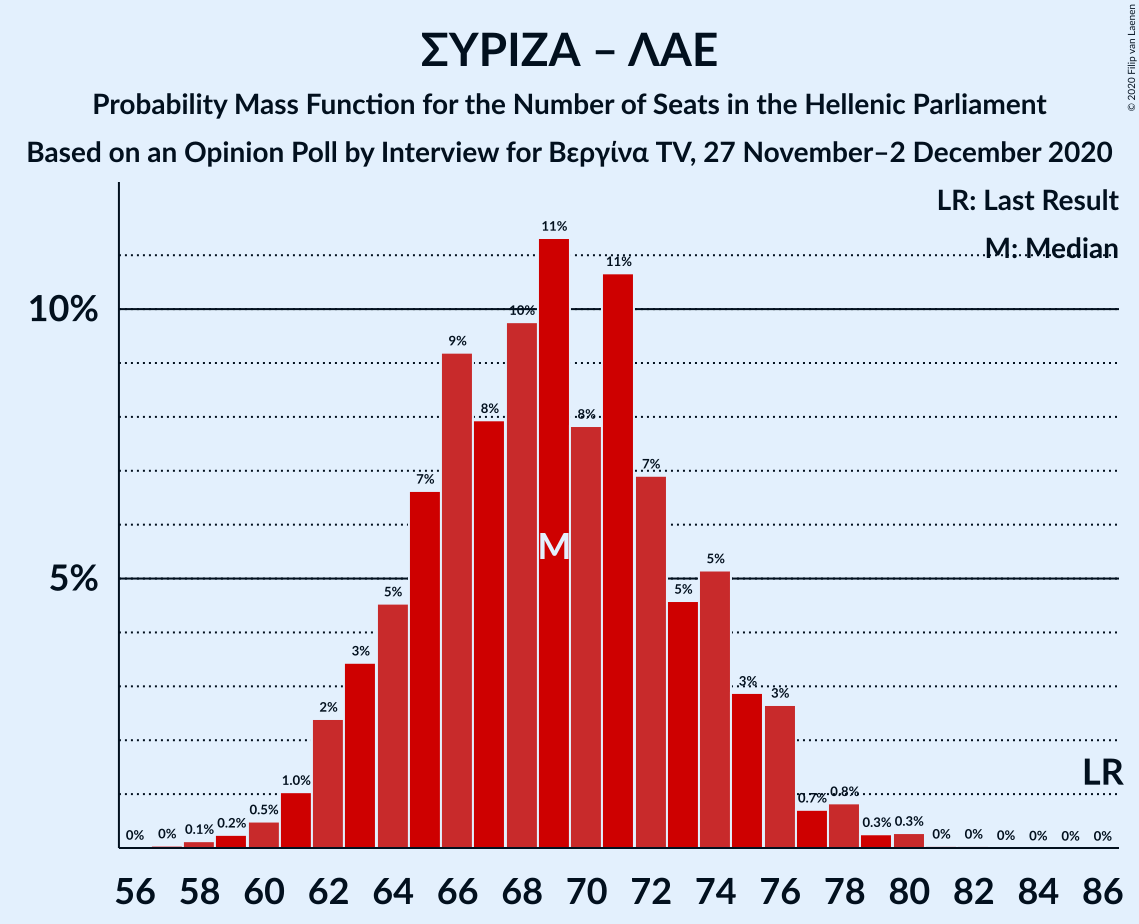 ΣΥΡΙΖΑ – ΛΑΕ
Probability Mass Function for the Number of Seats in the Hellenic Parliament
Based on an Opinion Poll by Interview for Βεργίνα TV, 27 November–2 December 2020
© 2020 Filip van Laenen
LR: Last Result
M: Median
10%
5%
0% 0% 0.1% 0.2% 0.5% 1.0% 2% 3% 5% 7% 9% 8% 10% 11% 8% 11% 7% 5% 5% 3% 3% 0.7% 0.8% 0.3% 0.3% 0% 0% 0% 0% 0% 0%
M
LR
56 58 60 62 64 66 68 70 72 74 76 78 80 82 84 86